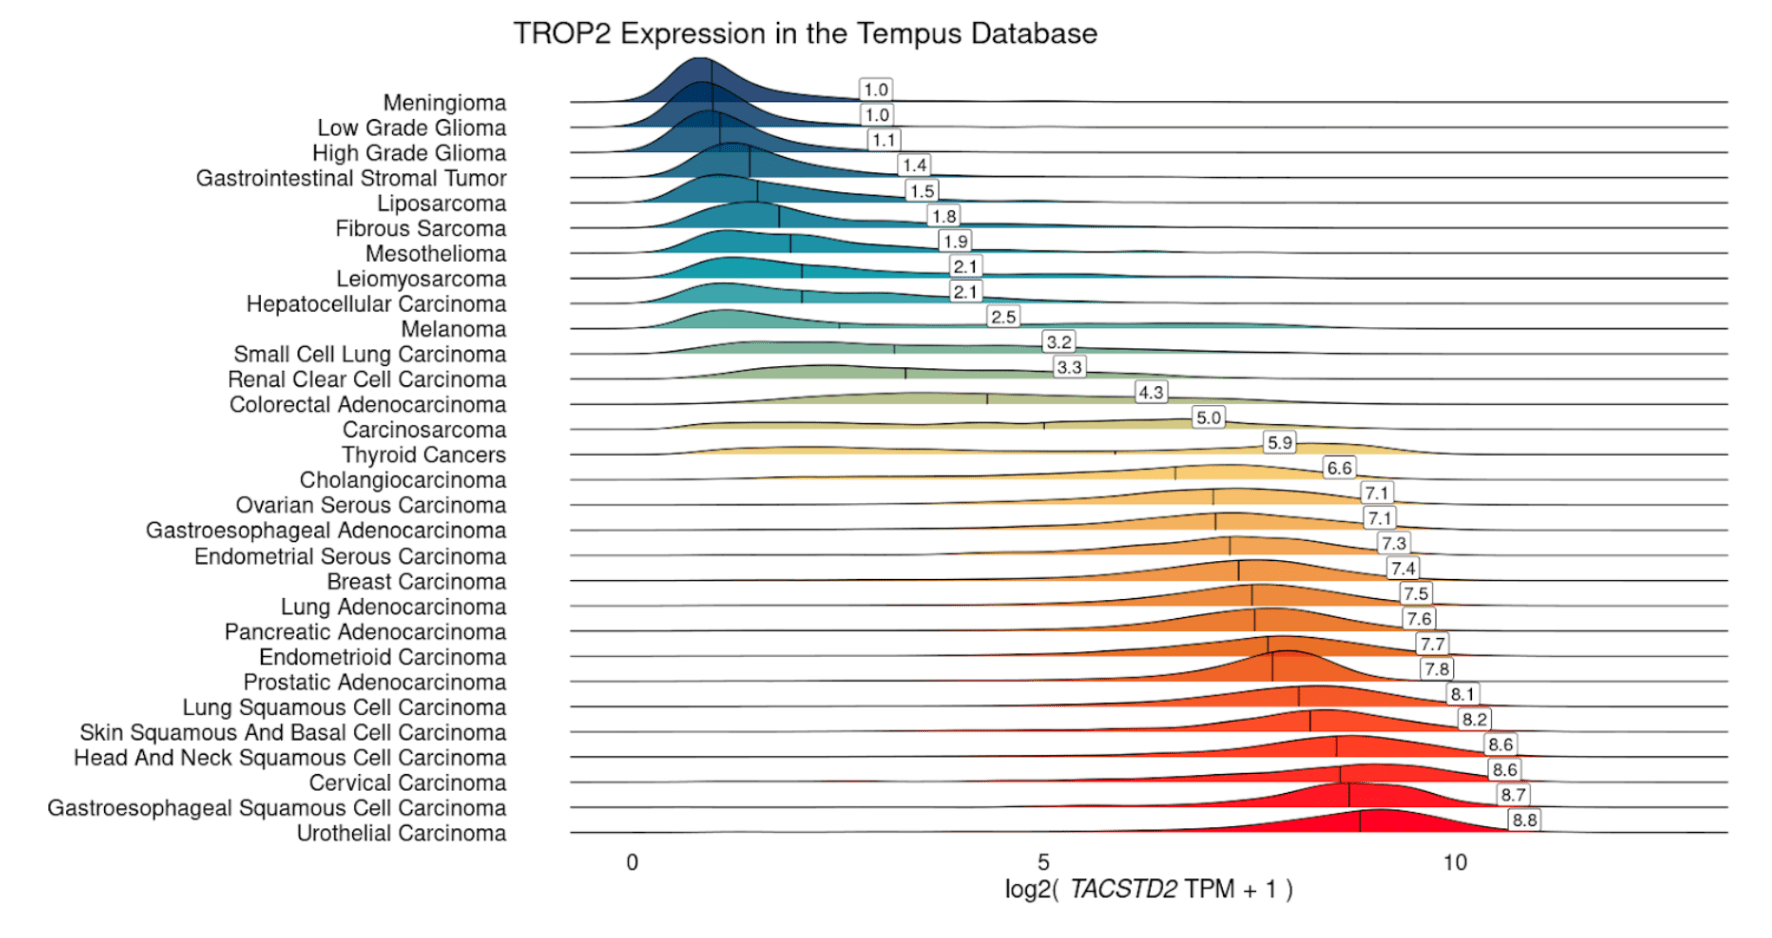 TROP2 Expression in the Tempus Database
Meningioma 1.0
Low Grade Glioma 1.0
High Grade Glioma 1.1
Gastrointestinal Stromal Tumor 1.4
Liposarcoma 1.5
Fibrous Sarcoma 1.8
Mesothelioma 1.9
Leiomyosarcoma 2.1
Hepatocellular Carcinoma 2.1
Melanoma 2.5
Small Cell Lung Carcinoma 3.2
Renal Clear Cell Carcinoma 3.3
Colorectal Adenocarcinoma 4.3
Carcinosarcoma 5.0
Thyroid Cancers 5.9
Cholangiocarcinoma 6.6
Ovarian Serous Carcinoma 7.1
Gastroesophageal Adenocarcinoma 7.1
Endometrial Serous Carcinoma 7.3
Breast Carcinoma 7.4
Lung Adenocarcinoma 7.5
Pancreatic Adenocarcinoma 7.6
Endometrioid Carcinoma 7.7
Prostatic Adenocarcinoma 7.8
Lung Squamous Cell Carcinoma 8.1
Skin Squamous And Basal Cell Carcinoma 8.2
Head And Neck Squamous Cell Carcinoma 8.6
Cervical Carcinoma 8.6
Gastroesophageal Squamous Cell Carcinoma 8.7
Urothelial Carcinoma 8.8
0 5 10
log2( TACSTD2 TPM + 1 )